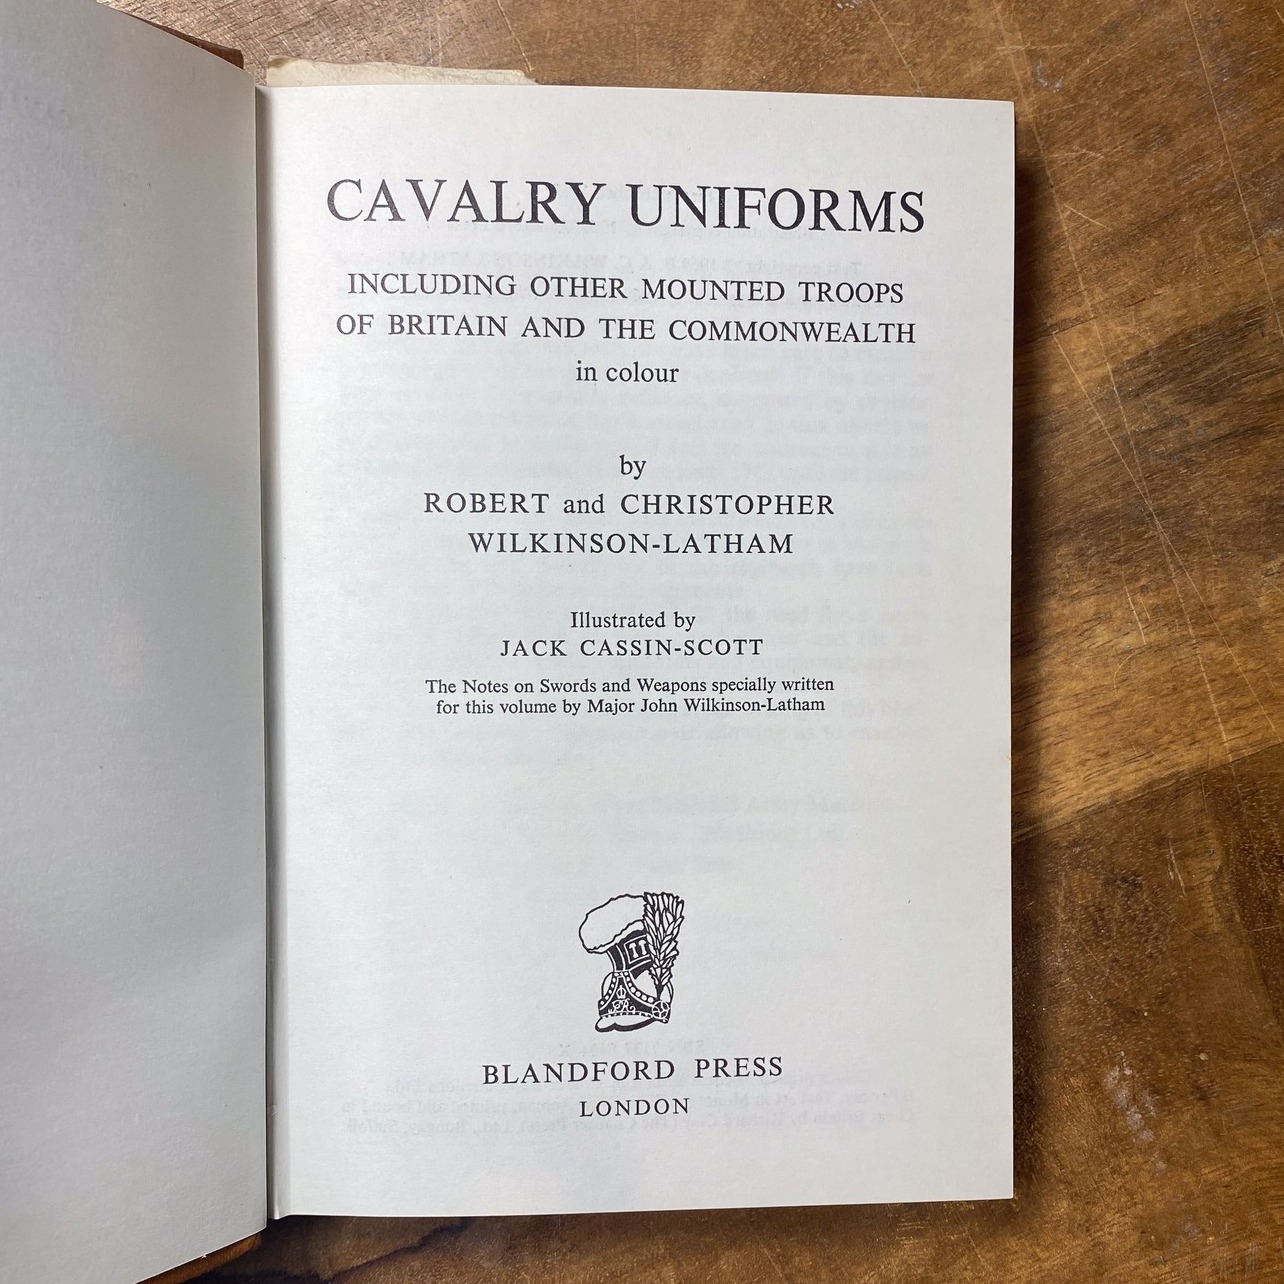 CAVALRY UNIFORMS
INCLUDING OTHER MOUNTED TROOPS
OF BRITAIN AND THE COMMONWEALTH
in colour
by
ROBERT and CHRISTOPHER
WILKINSON-LATHAM
Illustrated by
JACK CASSIN-SCOTT
The Notes on Swords and Weapons specially written
for this volume by Major John Wilkinson-Latham
BLANDFORD PRESS
LONDON